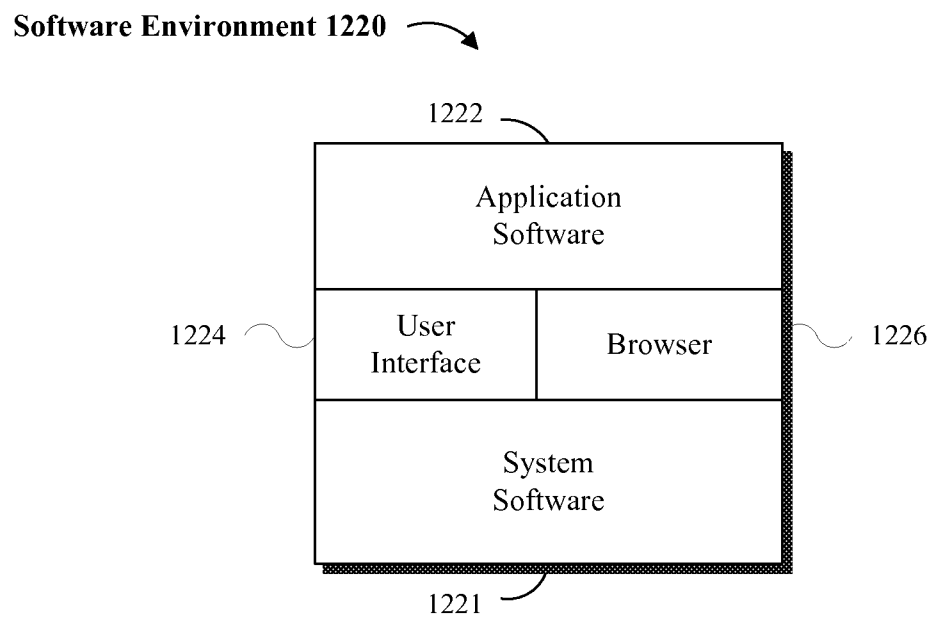 Software Environment 1220
1222
Application
Software
1224
User
Interface
Browser
1226
System
Software
1221